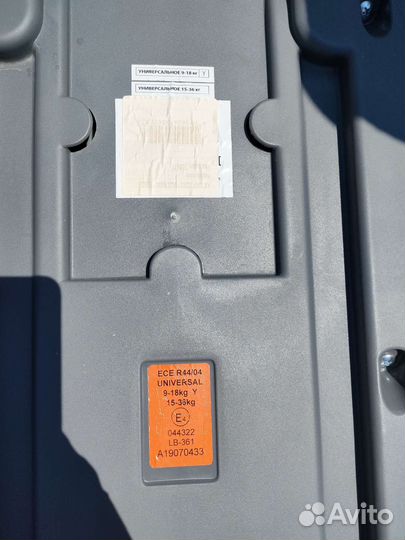 УНИВЕРСАЛЬНОЕ 9-18 кг Y
УНИВЕРСАЛЬНОЕ 15-36 кг
ECE R44/04
UNIVERSAL
9-18kg Y
15-36kg
E4
044322
LB-361
A19070433
Avito